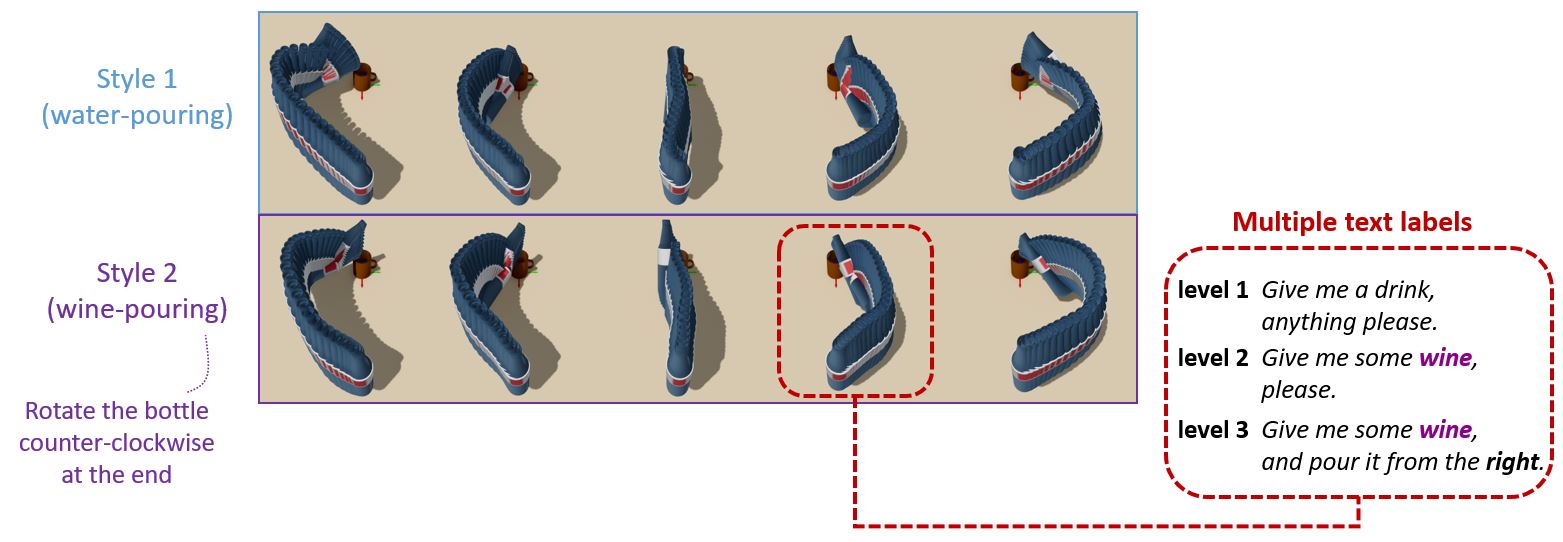 Style 1
(water-pouring)
Style 2
(wine-pouring)
Rotate the bottle
counter-clockwise
at the end
Multiple text labels
level 1 Give me a drink,
anything please.
level 2 Give me some wine,
please.
level 3 Give me some wine,
and pour it from the right.